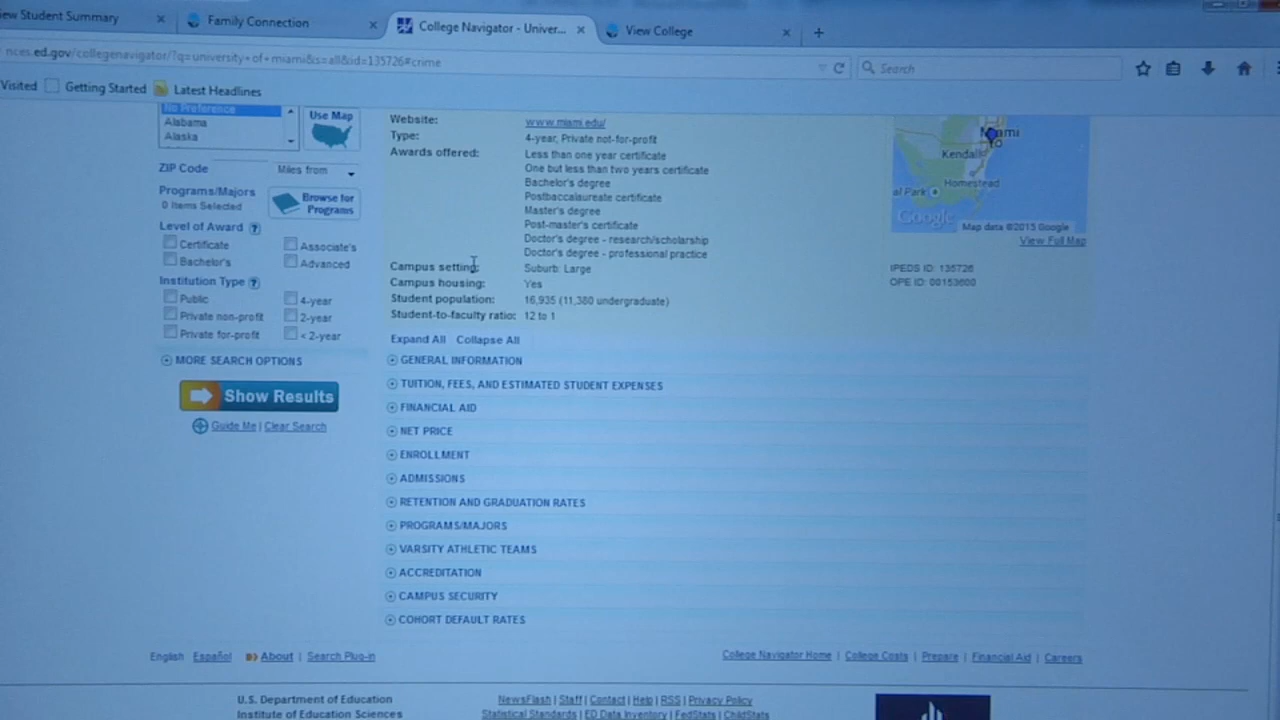 ew Student Summary
Family Connection
College Navigator - Univer...
View College
nces.ed.gov/collegenavigator/?q=university+of+miami&s=all&id=135726#crime
Search
Visited
Getting Started
Latest Headlines
No Preference
Alabama
Alaska
Use Map
ZIP Code
Miles from
Programs/Majors
0 Items Selected
Browse for
Programs
Level of Award
Certificate
Associate's
Bachelor's
Advanced
Institution Type
Public
4-year
Private non-profit
2-year
Private for-profit
< 2-year
MORE SEARCH OPTIONS
Show Results
Guide Me | Clear Search
Website: www.miami.edu/
Type: 4-year, Private not-for-profit
Awards offered: Less than one year certificate
One but less than two years certificate
Bachelor's degree
Postbaccalaureate certificate
Master's degree
Post-master's certificate
Doctor's degree - research/scholarship
Doctor's degree - professional practice
Campus setting: Suburb: Large
Campus housing: Yes
Student population: 16,935 (11,380 undergraduate)
Student-to-faculty ratio: 12 to 1
Miami
Kendall
Homestead
al Park
Google
Map data ©2015 Google
View Full Map
IPEDS ID: 135726
OPE ID: 00153600
Expand All Collapse All
GENERAL INFORMATION
TUITION, FEES, AND ESTIMATED STUDENT EXPENSES
FINANCIAL AID
NET PRICE
ENROLLMENT
ADMISSIONS
RETENTION AND GRADUATION RATES
PROGRAMS/MAJORS
VARSITY ATHLETIC TEAMS
ACCREDITATION
CAMPUS SECURITY
COHORT DEFAULT RATES
English Español About | Search Plug-in
College Navigator Home | College Costs | Prepare | Financial Aid | Careers
U.S. Department of Education
Institute of Education Sciences
NewsFlash | Staff | Contact | Help | RSS | Privacy Policy
Statistical Standards | ED Data Inventory | FedStats | ChildStats